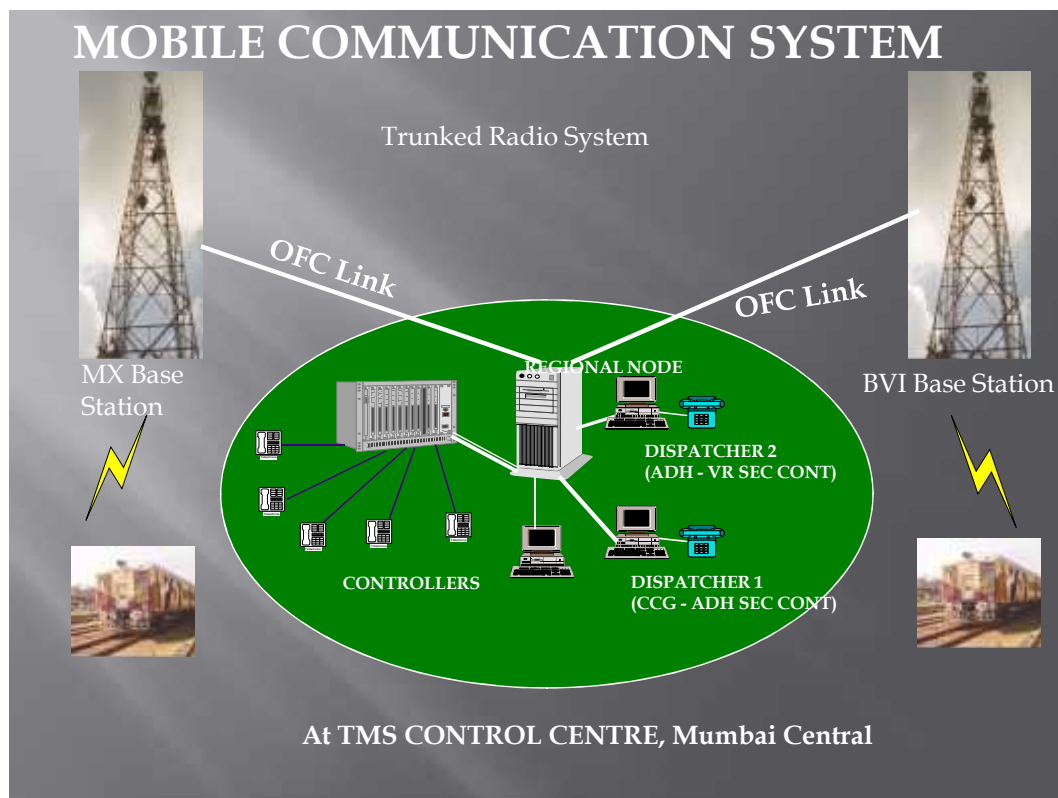 MOBILE COMMUNICATION SYSTEM
Trunked Radio System
OFC Link
OFC Link
MX Base
Station
BVI Base Station
REGIONAL NODE
DISPATCHER 2
(ADH - VR SEC CONT)
CONTROLLERS
DISPATCHER 1
(CCG - ADH SEC CONT)
At TMS CONTROL CENTRE, Mumbai Central